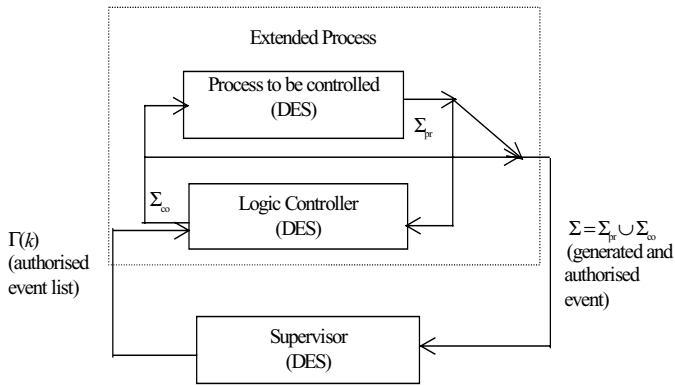 Extended Process
Process to be controlled
(DES)
Σpr
Σco
Logic Controller
(DES)
Γ(k)
(authorised
event list)
Σ=Σpr∪Σco
(generated and
authorised
event)
Supervisor
(DES)